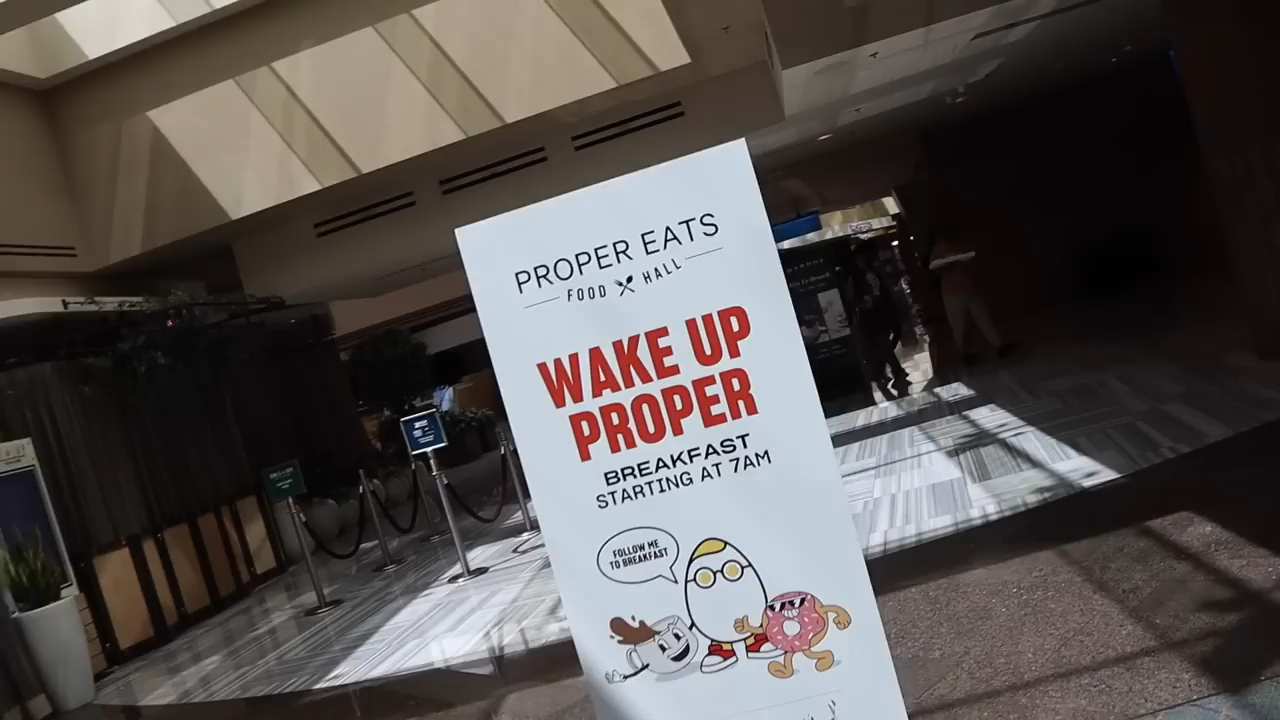 PROPER EATS
FOOD HALL
WAKE UP
PROPER
BREAKFAST
STARTING AT 7AM
FOLLOW ME
TO BREAKFAST